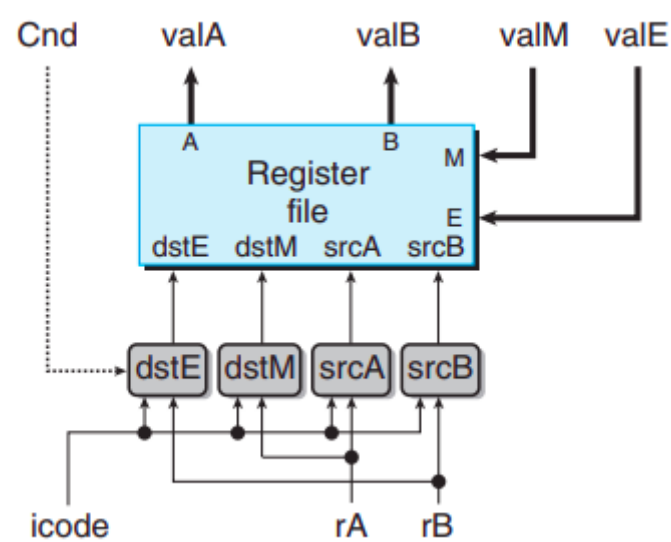 Cnd valA valB valM valE
A B
M
Register
file
E
dstE dstM srcA srcB
dstE dstM srcA srcB
icode rA rB